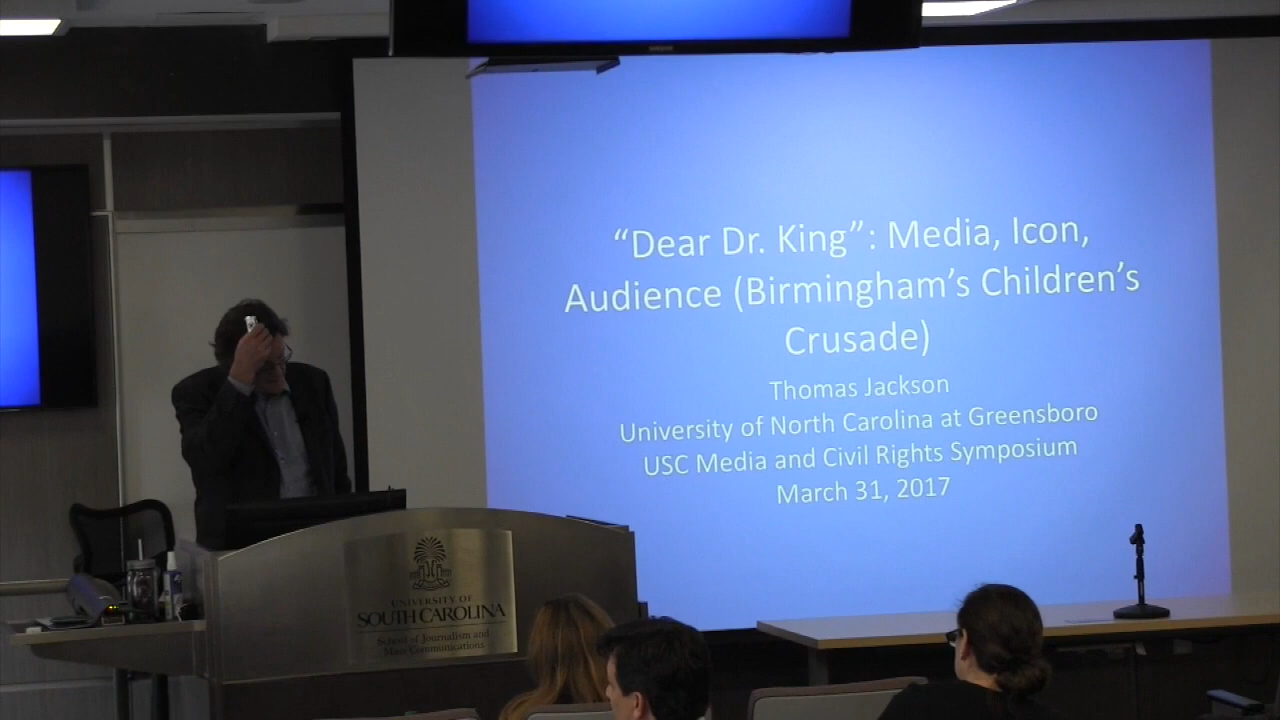 “Dear Dr. King”: Media, Icon,
Audience (Birmingham’s Children’s
Crusade)
Thomas Jackson
University of North Carolina at Greensboro
USC Media and Civil Rights Symposium
March 31, 2017
UNIVERSITY OF
SOUTH CAROLINA
School of Journalism and
Mass Communications